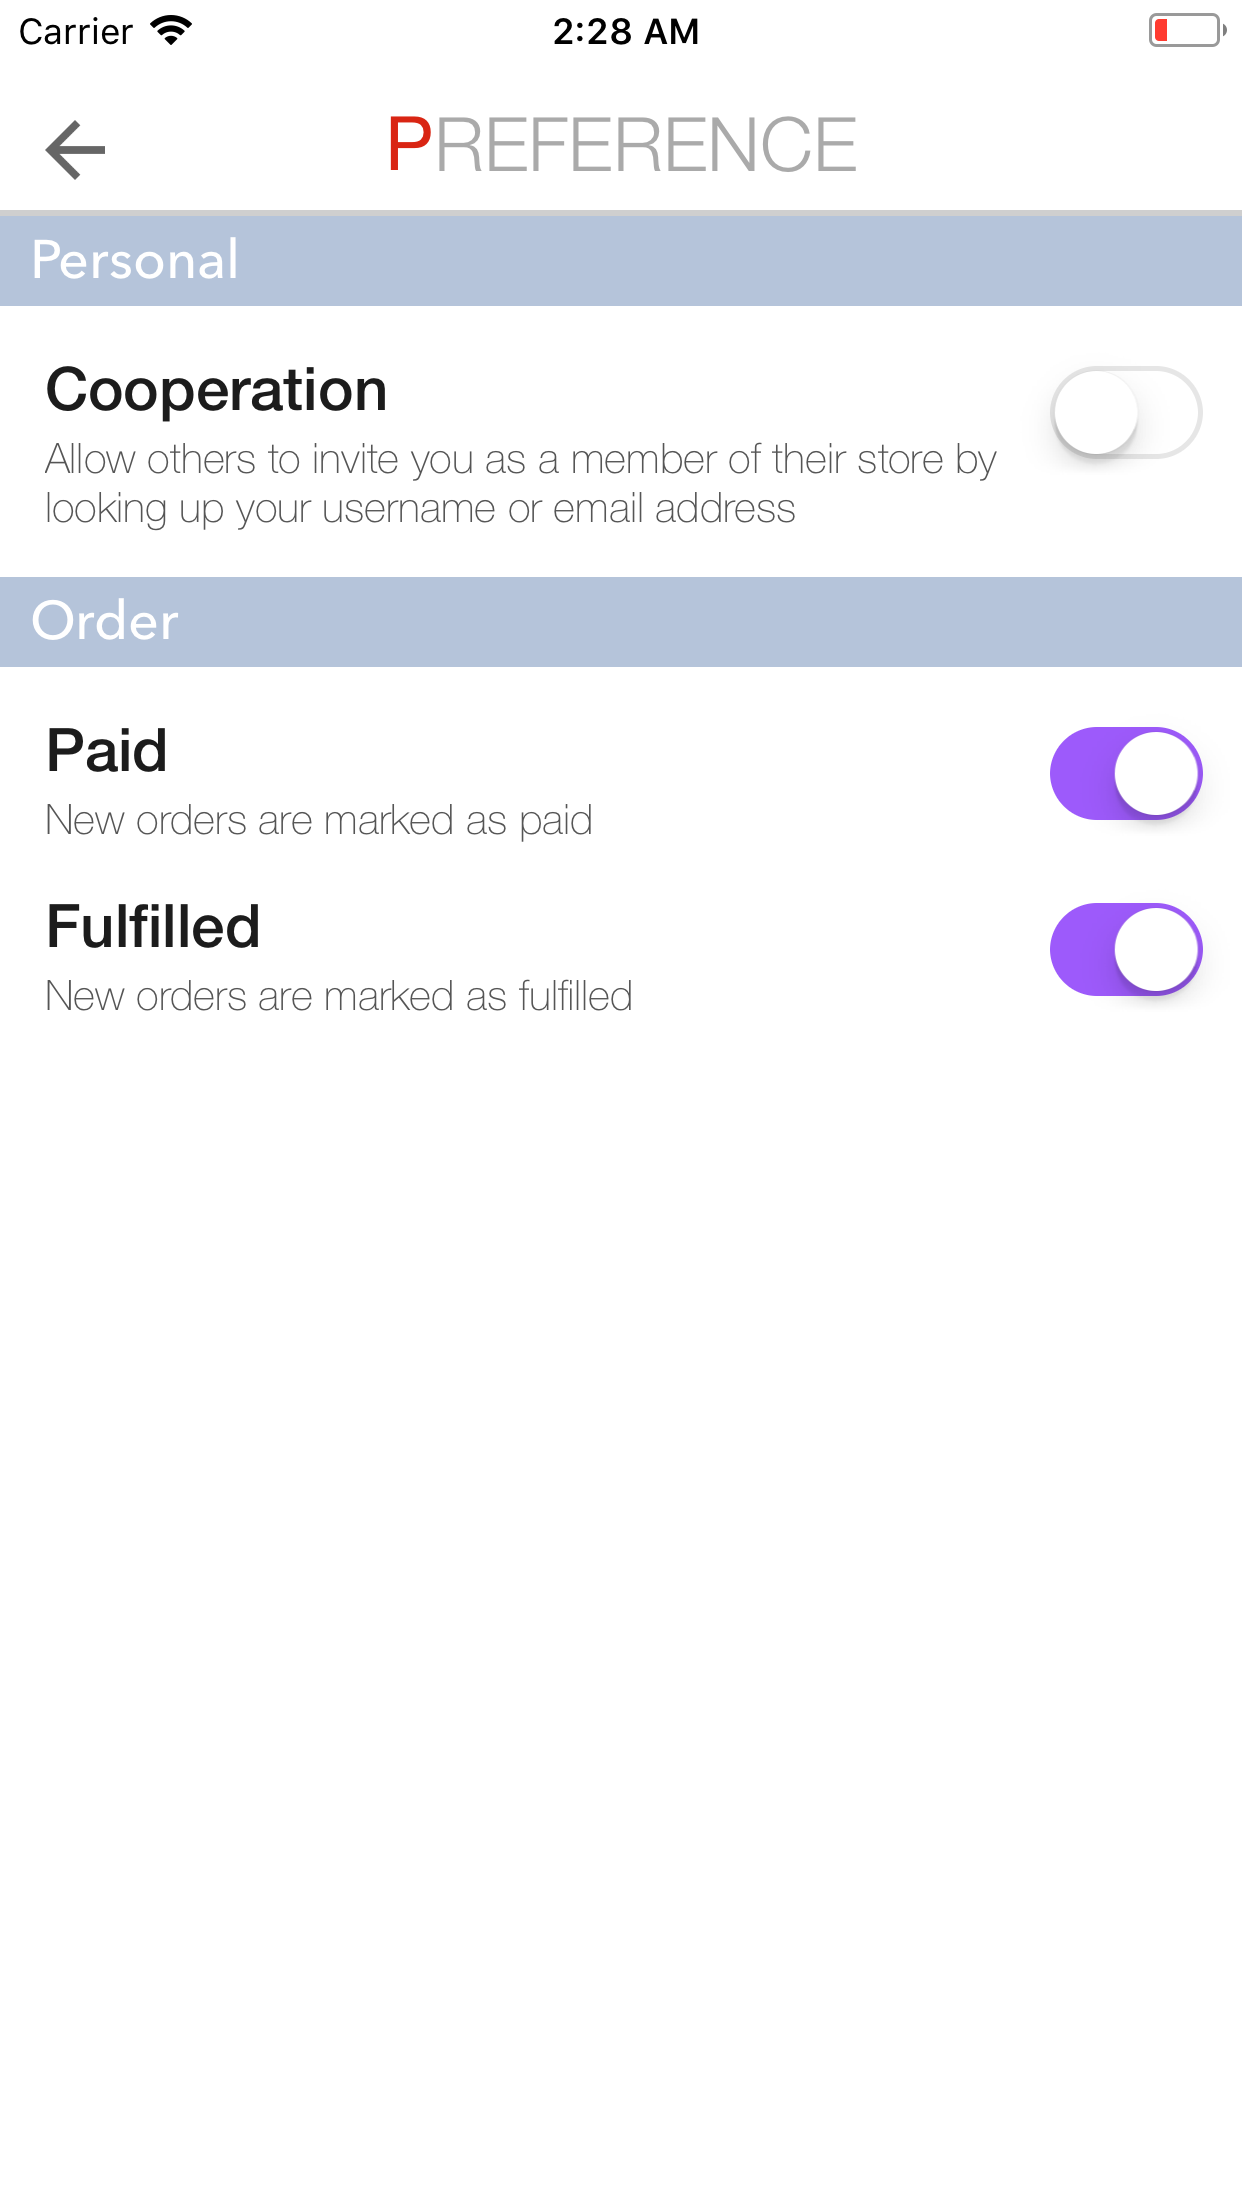 Carrier
2:28 AM
PREFERENCE
Personal
Cooperation
Allow others to invite you as a member of their store by
looking up your username or email address
Order
Paid
New orders are marked as paid
Fulfilled
New orders are marked as fulfilled